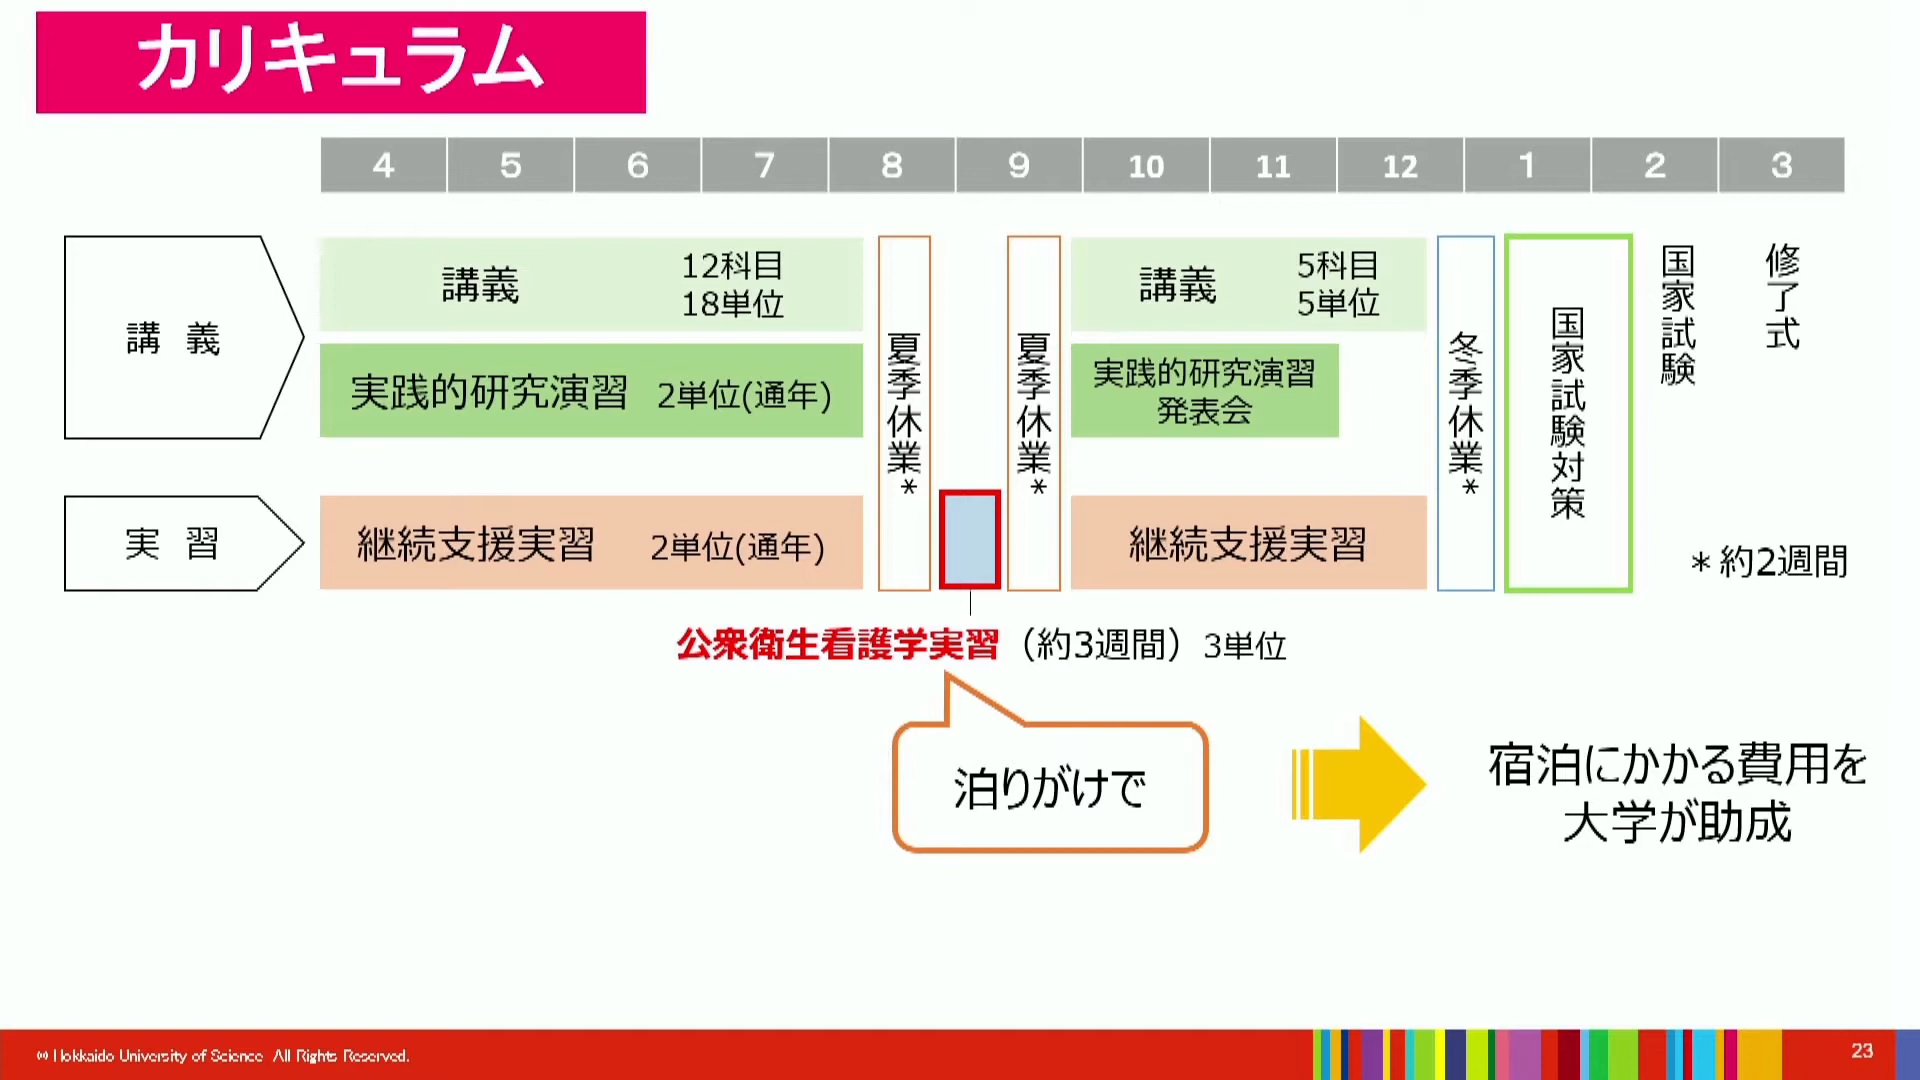 カリキュラム
4 5 6 7 8 9 10 11 12 1 2 3
講 義
講義
12科目
18単位
実践的研究演習 2単位(通年)
夏季休業*
夏季休業*
講義
5科目
5単位
実践的研究演習
発表会
冬季休業*
国家試験対策
国家試験
修了式
実 習
継続支援実習 2単位(通年)
継続支援実習
*約2週間
公衆衛生看護学実習(約3週間)3単位
泊りがけで
宿泊にかかる費用を
大学が助成
Hokkaido University of Science All Rights Reserved.
23